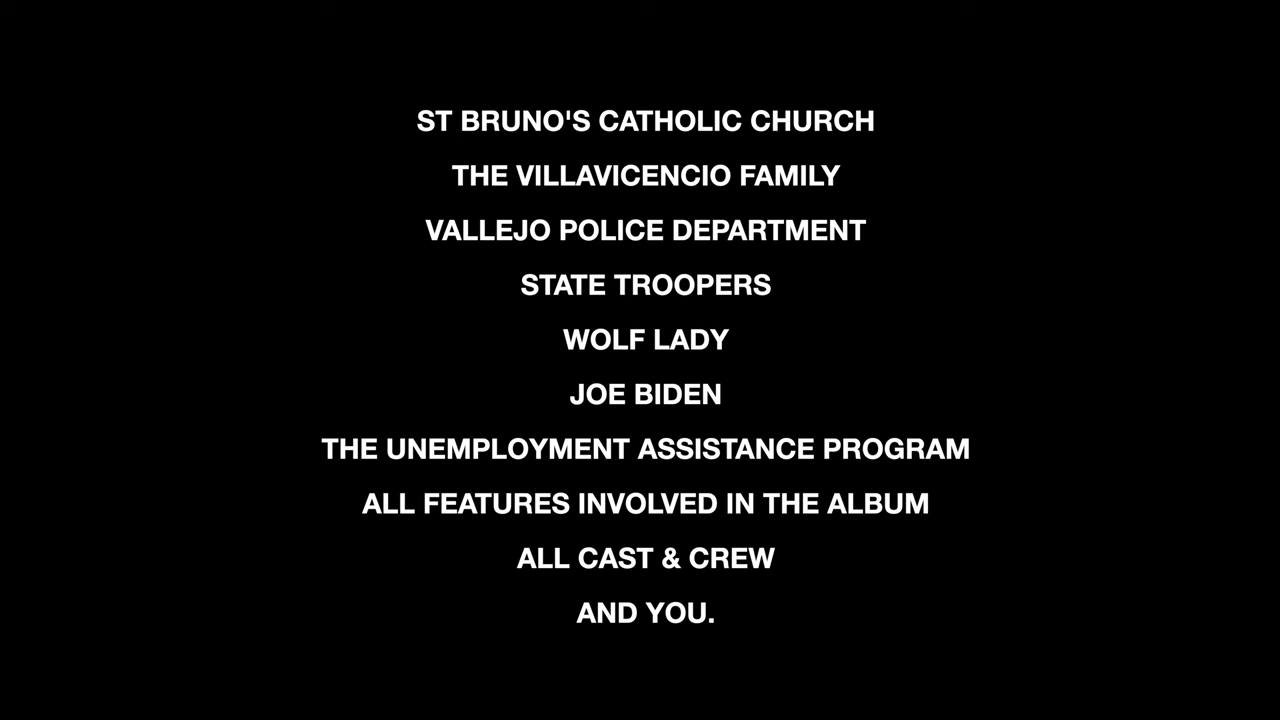 ST BRUNO'S CATHOLIC CHURCH
THE VILLAVICENCIO FAMILY
VALLEJO POLICE DEPARTMENT
STATE TROOPERS
WOLF LADY
JOE BIDEN
THE UNEMPLOYMENT ASSISTANCE PROGRAM
ALL FEATURES INVOLVED IN THE ALBUM
ALL CAST & CREW
AND YOU.